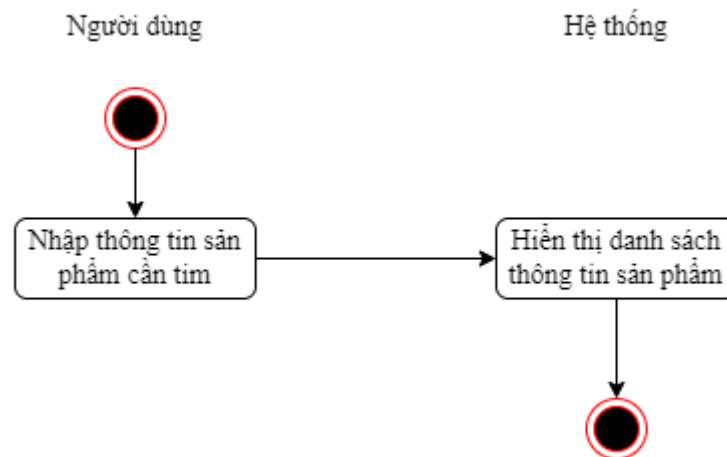 Người dùng
Hệ thống
Nhập thông tin sản
phẩm cần tìm
Hiển thị danh sách
thông tin sản phẩm